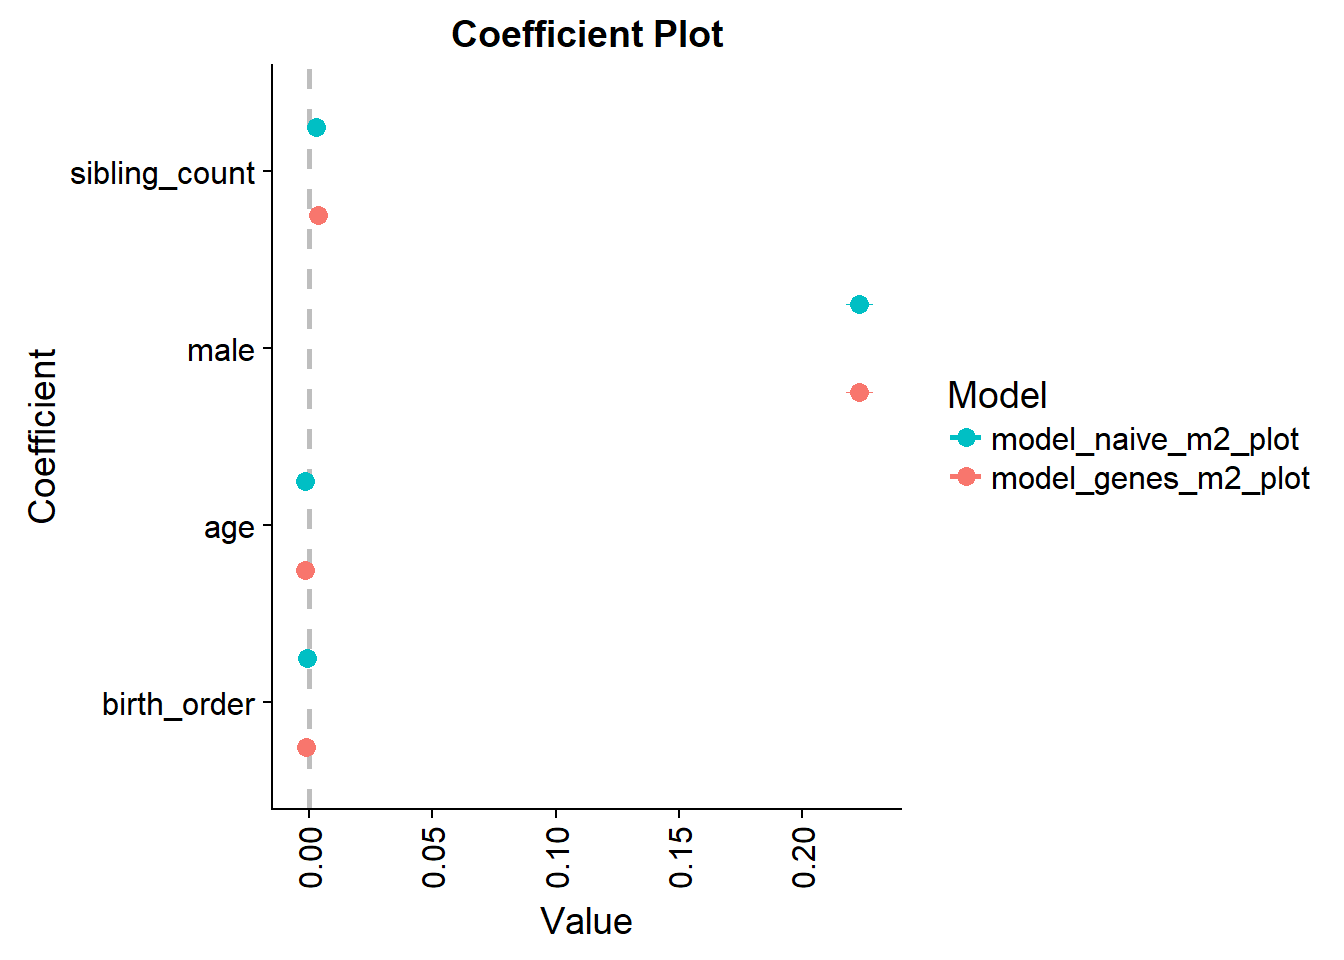 Coefficient Plot
Coefficient
sibling_count
male
age
birth_order
0.00
0.05
0.10
0.15
0.20
Value
Model
model_naive_m2_plot
model_genes_m2_plot